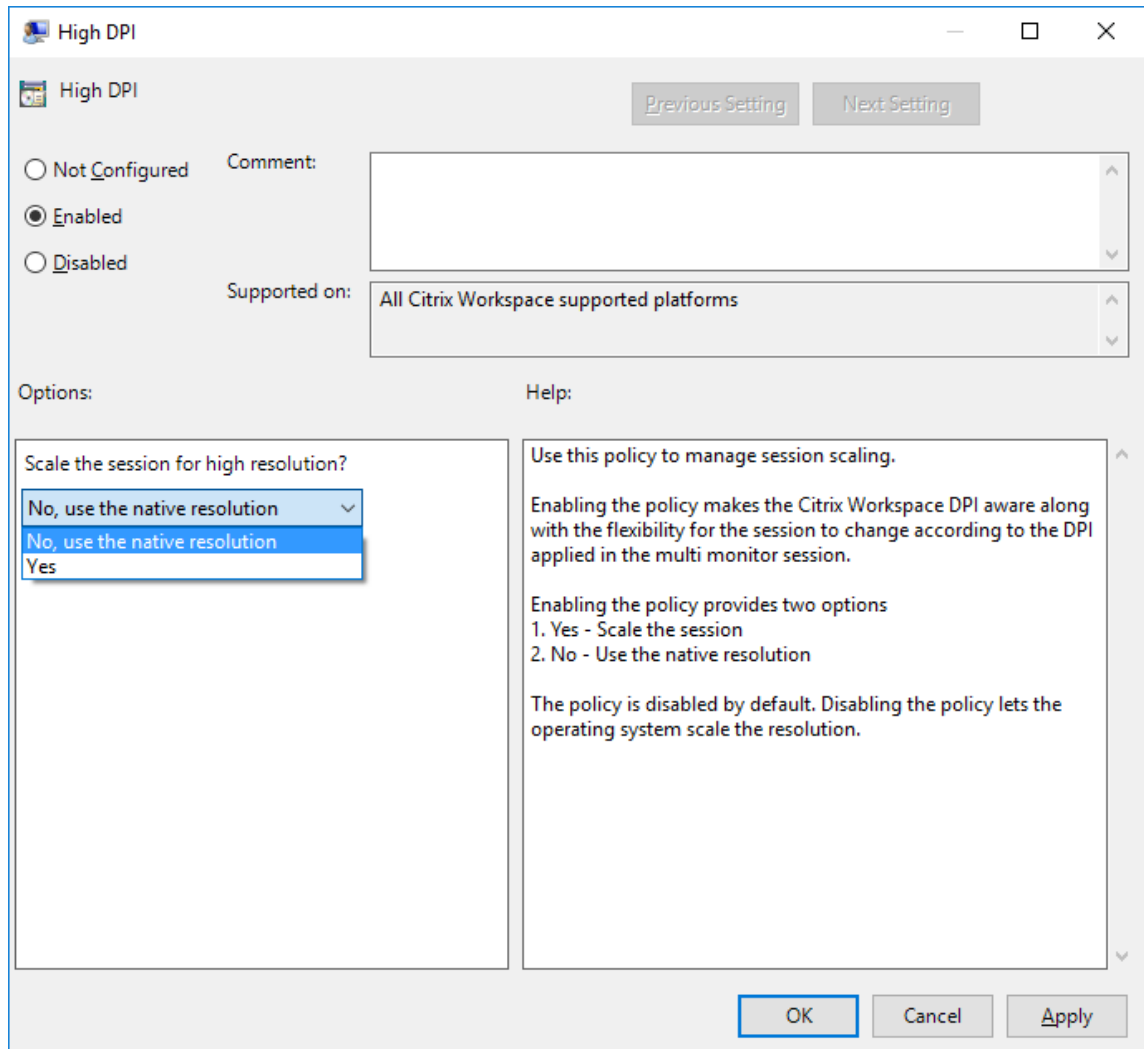 High DPI
High DPI
Previous Setting
Next Setting
Not Configured
Comment:
Enabled
Disabled
Supported on:
All Citrix Workspace supported platforms
Options:
Help:
Scale the session for high resolution?
No, use the native resolution
No, use the native resolution
Yes
Use this policy to manage session scaling.
Enabling the policy makes the Citrix Workspace DPI aware along
with the flexibility for the session to change according to the DPI
applied in the multi monitor session.
Enabling the policy provides two options
1. Yes - Scale the session
2. No - Use the native resolution
The policy is disabled by default. Disabling the policy lets the
operating system scale the resolution.
OK
Cancel
Apply